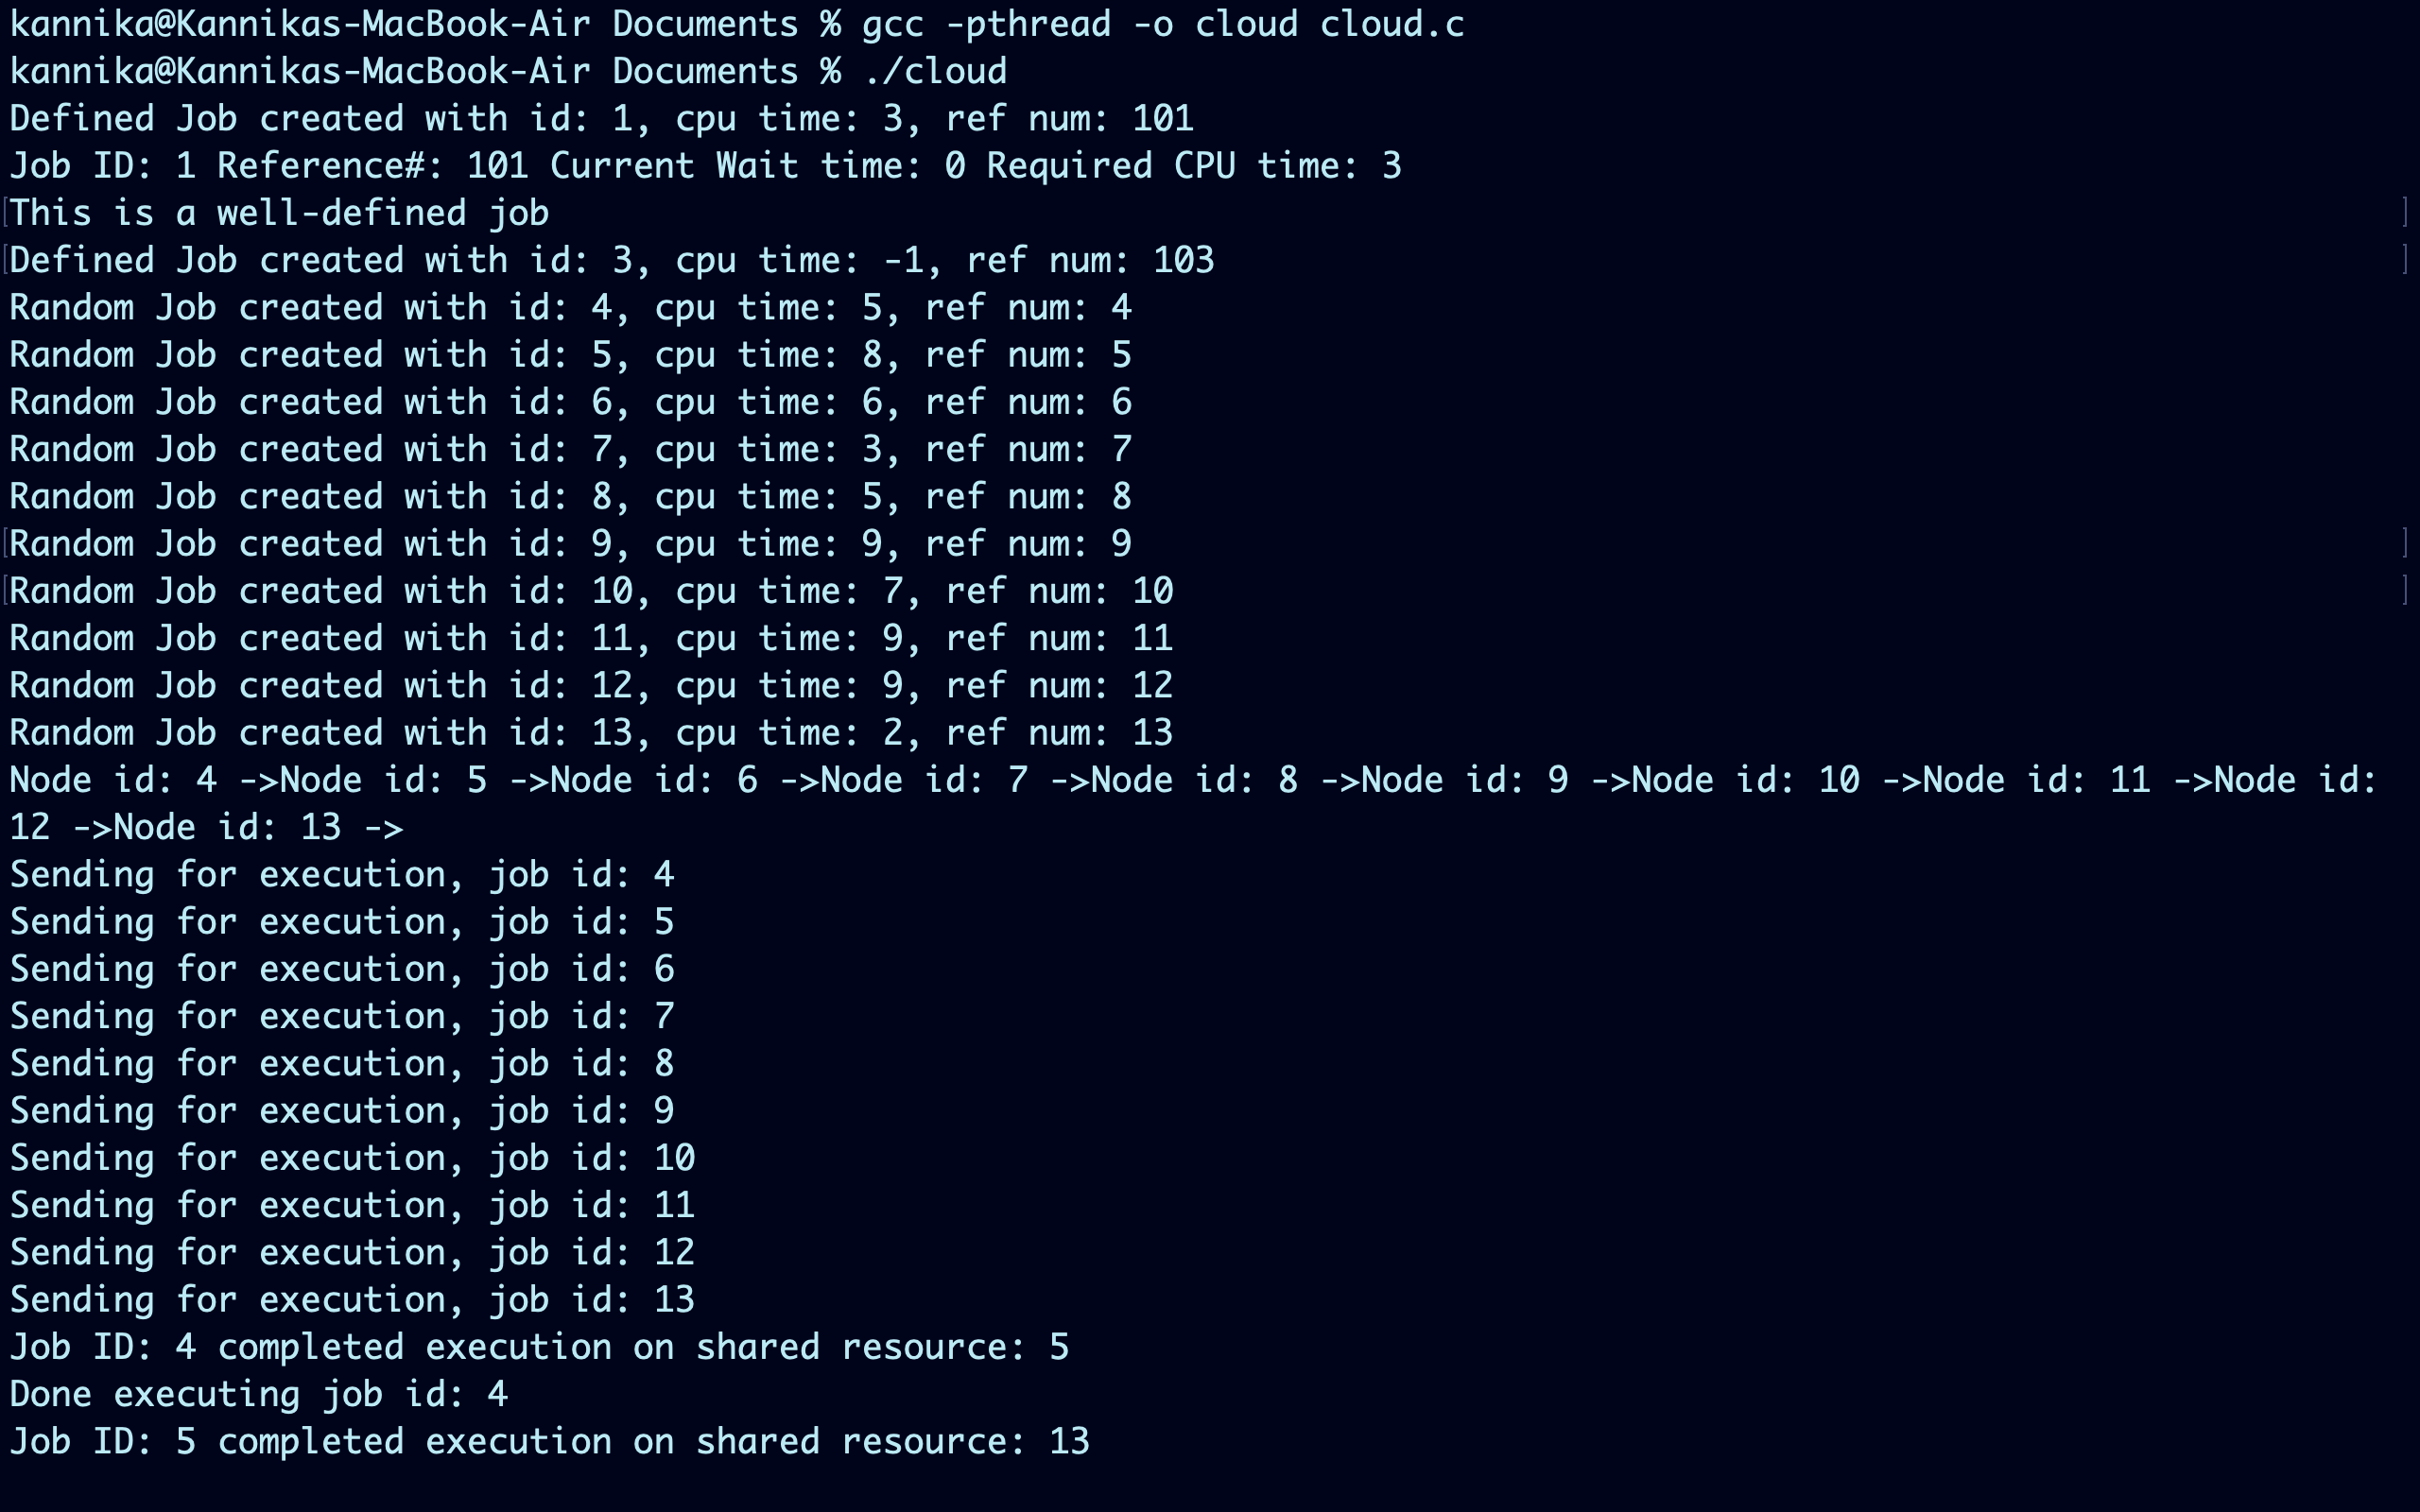 kannika@Kannikas-MacBook-Air Documents % gcc -pthread -o cloud cloud.c
kannika@Kannikas-MacBook-Air Documents % ./cloud
Defined Job created with id: 1, cpu time: 3, ref num: 101
Job ID: 1 Reference#: 101 Current Wait time: 0 Required CPU time: 3
[This is a well-defined job ]
[Defined Job created with id: 3, cpu time: -1, ref num: 103 ]
Random Job created with id: 4, cpu time: 5, ref num: 4
Random Job created with id: 5, cpu time: 8, ref num: 5
Random Job created with id: 6, cpu time: 6, ref num: 6
Random Job created with id: 7, cpu time: 3, ref num: 7
Random Job created with id: 8, cpu time: 5, ref num: 8
[Random Job created with id: 9, cpu time: 9, ref num: 9 ]
[Random Job created with id: 10, cpu time: 7, ref num: 10 ]
Random Job created with id: 11, cpu time: 9, ref num: 11
Random Job created with id: 12, cpu time: 9, ref num: 12
Random Job created with id: 13, cpu time: 2, ref num: 13
Node id: 4 ->Node id: 5 ->Node id: 6 ->Node id: 7 ->Node id: 8 ->Node id: 9 ->Node id: 10 ->Node id: 11 ->Node id:
12 ->Node id: 13 ->
Sending for execution, job id: 4
Sending for execution, job id: 5
Sending for execution, job id: 6
Sending for execution, job id: 7
Sending for execution, job id: 8
Sending for execution, job id: 9
Sending for execution, job id: 10
Sending for execution, job id: 11
Sending for execution, job id: 12
Sending for execution, job id: 13
Job ID: 4 completed execution on shared resource: 5
Done executing job id: 4
Job ID: 5 completed execution on shared resource: 13